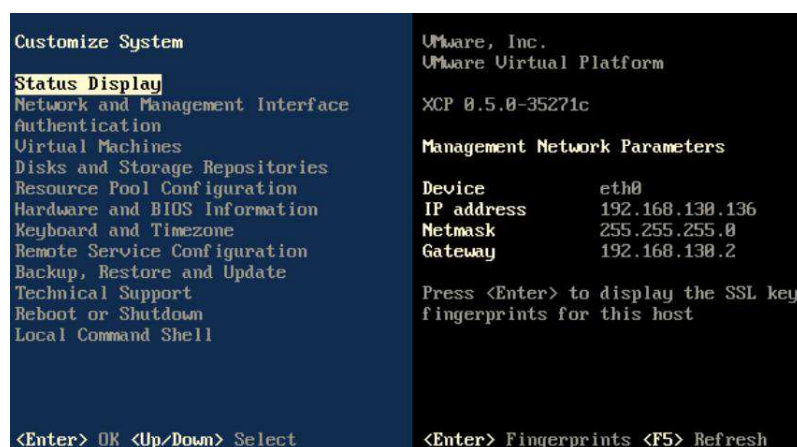 Customize System
Status Display
Network and Management Interface
Authentication
Virtual Machines
Disks and Storage Repositories
Resource Pool Configuration
Hardware and BIOS Information
Keyboard and Timezone
Remote Service Configuration
Backup, Restore and Update
Technical Support
Reboot or Shutdown
Local Command Shell
<Enter> OK <Up/Down> Select
VMware, Inc.
VMware Virtual Platform
XCP 0.5.0-35271c
Management Network Parameters
Device eth0
IP address 192.168.130.136
Netmask 255.255.255.0
Gateway 192.168.130.2
Press <Enter> to display the SSL key
fingerprints for this host
<Enter> Fingerprints <F5> Refresh